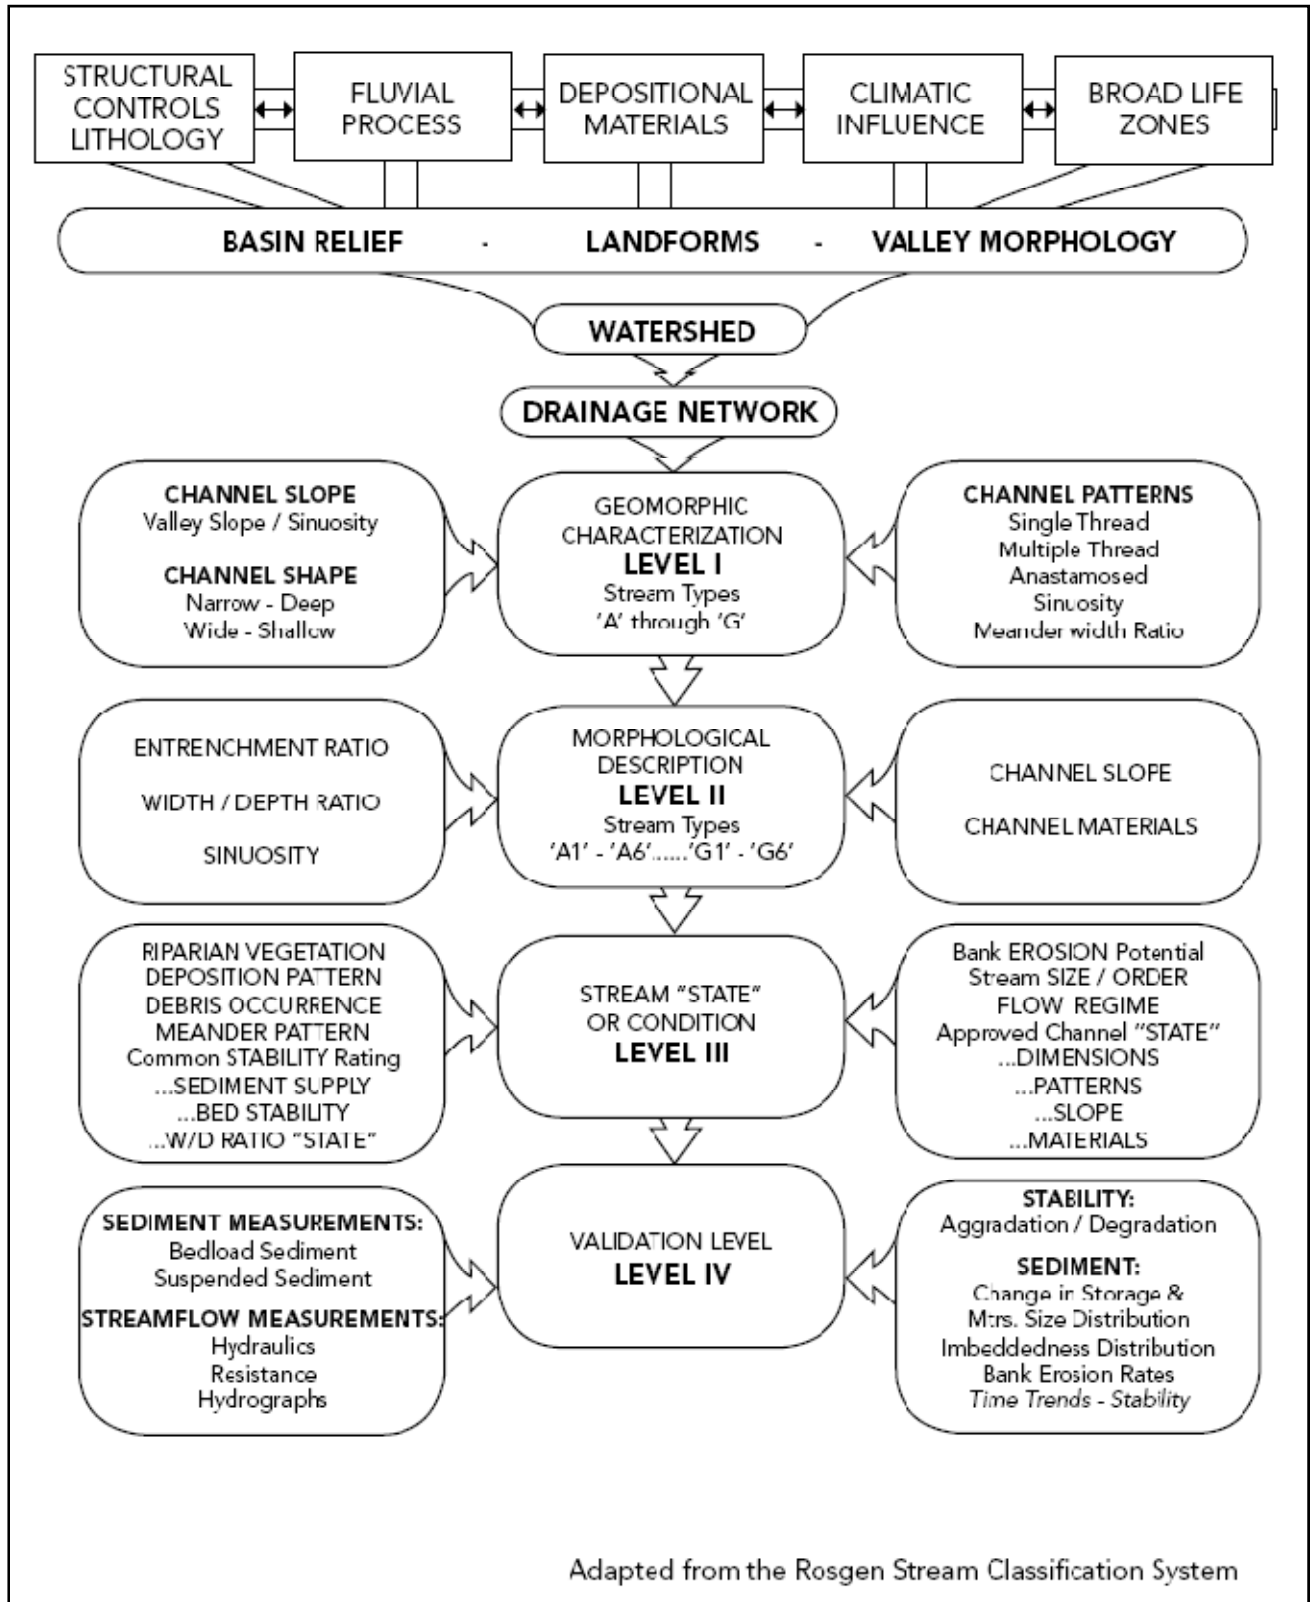 STRUCTURAL
CONTROLS
LITHOLOGY
FLUVIAL
PROCESS
DEPOSITIONAL
MATERIALS
CLIMATIC
INFLUENCE
BROAD LIFE
ZONES
BASIN RELIEF - LANDFORMS - VALLEY MORPHOLOGY
WATERSHED
DRAINAGE NETWORK
CHANNEL SLOPE
Valley Slope / Sinuosity
CHANNEL SHAPE
Narrow - Deep
Wide - Shallow
GEOMORPHIC
CHARACTERIZATION
LEVEL I
Stream Types
'A' through 'G'
CHANNEL PATTERNS
Single Thread
Multiple Thread
Anastamosed
Sinuosity
Meander width Ratio
ENTRENCHMENT RATIO
WIDTH / DEPTH RATIO
SINUOSITY
MORPHOLOGICAL
DESCRIPTION
LEVEL II
Stream Types
'A1' - 'A6'......'G1' - 'G6'
CHANNEL SLOPE
CHANNEL MATERIALS
RIPARIAN VEGETATION
DEPOSITION PATTERN
DEBRIS OCCURRENCE
MEANDER PATTERN
Common STABILITY Rating
...SEDIMENT SUPPLY
...BED STABILITY
...W/D RATIO "STATE"
STREAM "STATE"
OR CONDITION
LEVEL III
Bank EROSION Potential
Stream SIZE / ORDER
FLOW REGIME
Approved Channel "STATE"
...DIMENSIONS
...PATTERNS
...SLOPE
...MATERIALS
SEDIMENT MEASUREMENTS:
Bedload Sediment
Suspended Sediment
STREAMFLOW MEASUREMENTS:
Hydraulics
Resistance
Hydrographs
VALIDATION LEVEL
LEVEL IV
STABILITY:
Aggradation / Degradation
SEDIMENT:
Change in Storage &
Mtrs. Size Distribution
Imbeddedness Distribution
Bank Erosion Rates
Time Trends - Stability
Adapted from the Rosgen Stream Classification System